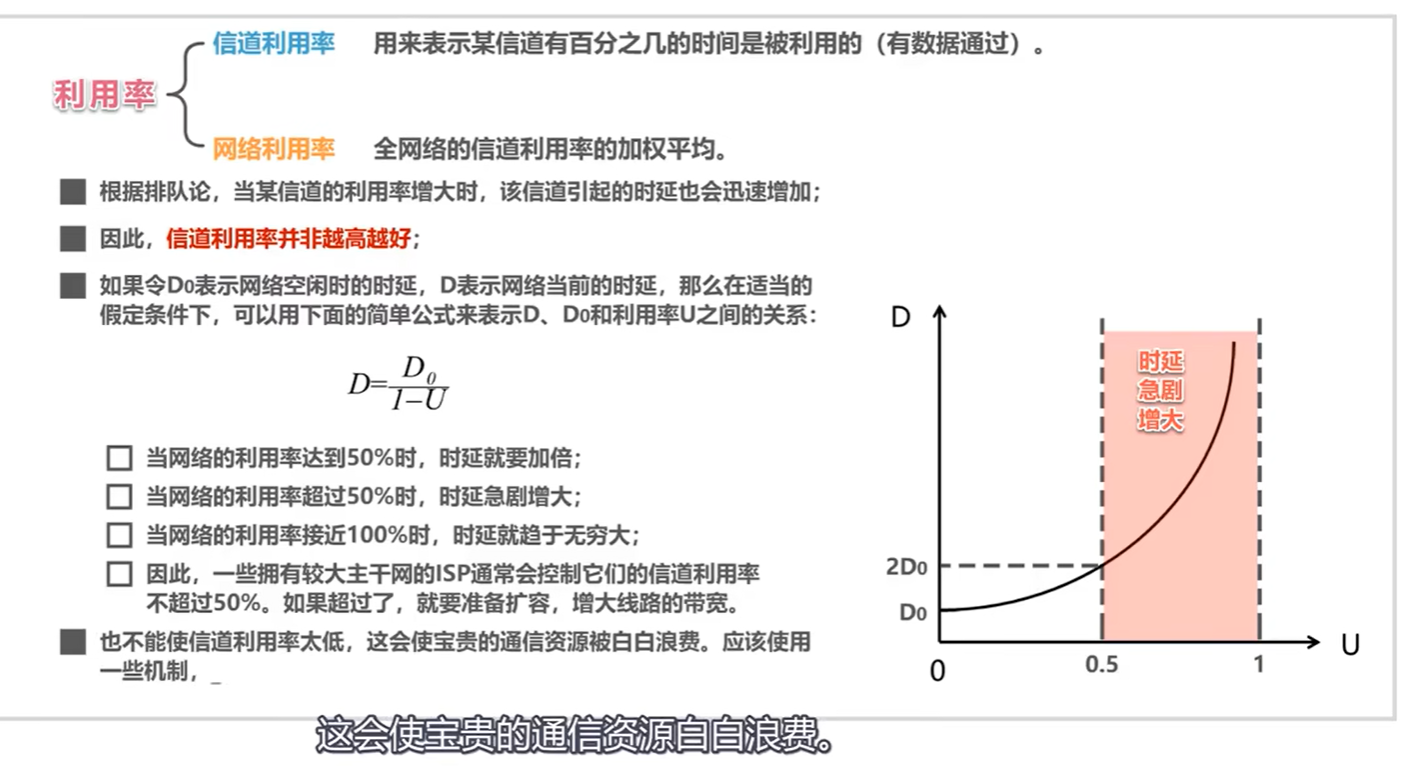 信道利用率 用来表示某信道有百分之几的时间是被利用的（有数据通过）。
利用率
网络利用率 全网络的信道利用率的加权平均。
根据排队论，当某信道的利用率增大时，该信道引起的时延也会迅速增加；
因此，信道利用率并非越高越好；
如果令D0表示网络空闲时的时延，D表示网络当前的时延，那么在适当的
假定条件下，可以用下面的简单公式来表示D、D0和利用率U之间的关系：
D=D0/1−U
当网络的利用率达到50%时，时延就要加倍；
当网络的利用率超过50%时，时延急剧增大；
当网络的利用率接近100%时，时延就趋于无穷大；
因此，一些拥有较大主干网的ISP通常会控制它们的信道利用率
不超过50%。如果超过了，就要准备扩容，增大线路的带宽。
也不能使信道利用率太低，这会使宝贵的通信资源被白白浪费。应该使用
一些机制，
D
时延
急剧
增大
2D0
D0
0
0.5
1
U
这会使宝贵的通信资源白白浪费。